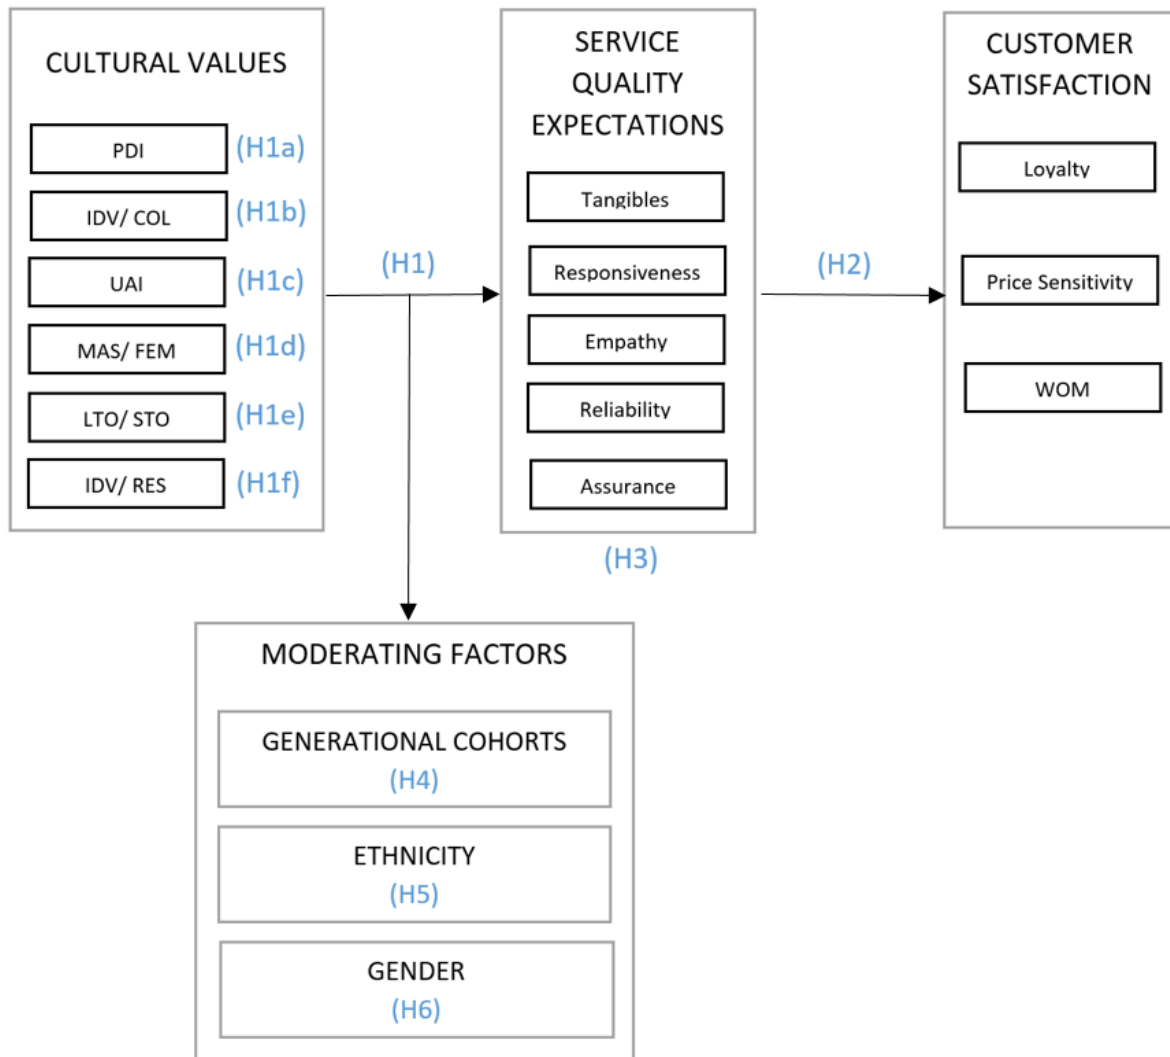 CULTURAL VALUES
PDI (H1a)
IDV/ COL (H1b)
UAI (H1c)
MAS/ FEM (H1d)
LTO/ STO (H1e)
IDV/ RES (H1f)
(H1)
SERVICE
QUALITY
EXPECTATIONS
Tangibles
Responsiveness
Empathy
Reliability
Assurance
(H3)
(H2)
CUSTOMER
SATISFACTION
Loyalty
Price Sensitivity
WOM
MODERATING FACTORS
GENERATIONAL COHORTS
(H4)
ETHNICITY
(H5)
GENDER
(H6)